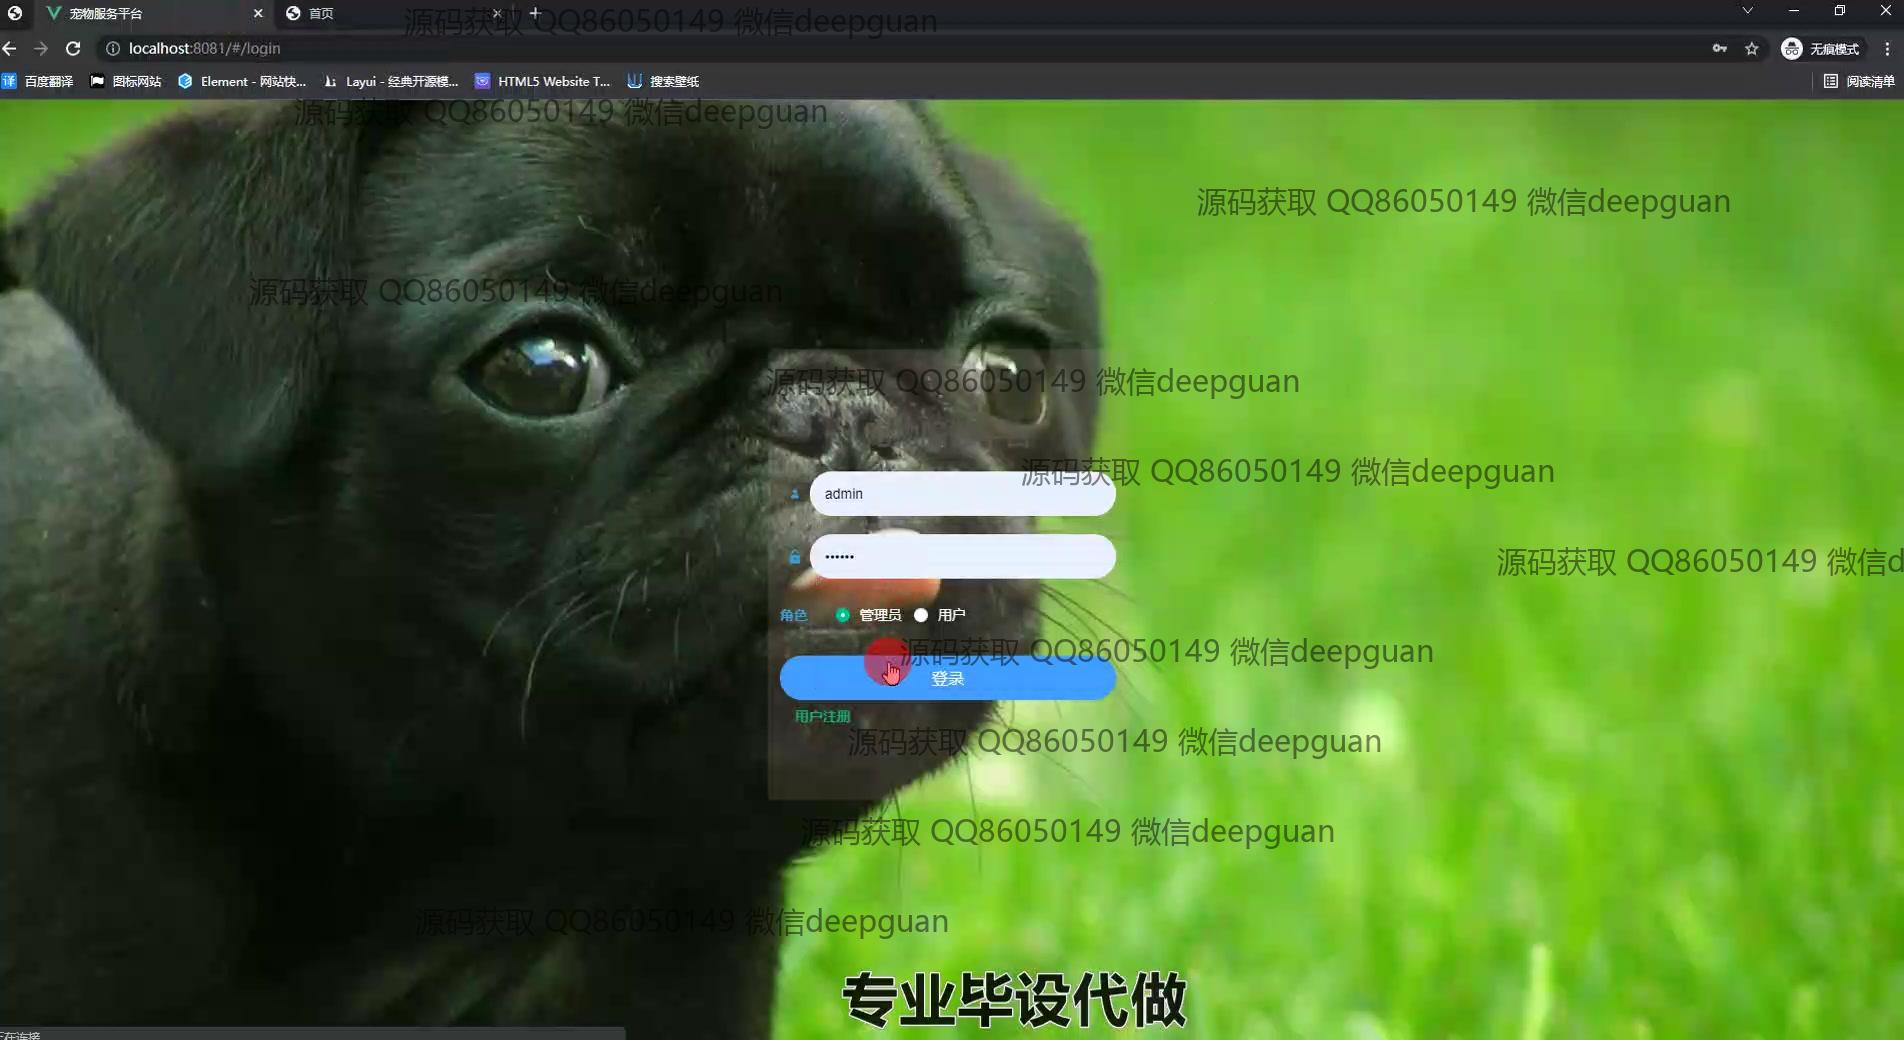 宠物服务平台
首页
源码获取 QQ86050149 微信deepguan
localhost:8081/#/login
无痕模式
百度翻译
图标网站
Element - 网站快...
Layui - 经典开源模...
HTML5 Website T...
搜索壁纸
阅读清单
源码获取 QQ86050149 微信deepguan
源码获取 QQ86050149 微信deepguan
源码获取 QQ86050149 微信deepguan
源码获取 QQ86050149 微信deepguan
源码获取 QQ86050149 微信deepguan
admin
••••••
源码获取 QQ86050149 微信d
角色 管理员 用户
源码获取 QQ86050149 微信deepguan
登录
用户注册
源码获取 QQ86050149 微信deepguan
源码获取 QQ86050149 微信deepguan
源码获取 QQ86050149 微信deepguan
专业毕设代做
正在连接